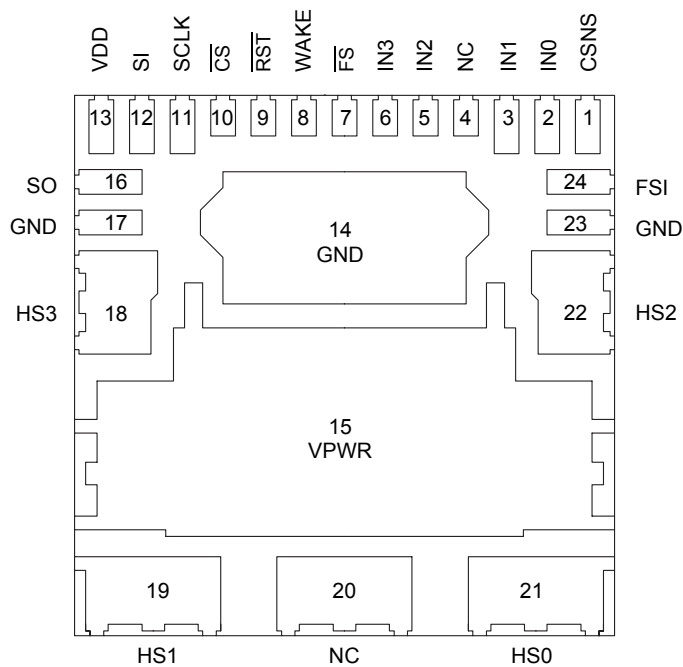 VDD SI SCLK CS RST WAKE FS IN3 IN2 NC IN1 IN0 CSNS
13 12 11 10 9 8 7 6 5 4 3 2 1
SO 16 24 FSI
GND 17 23 GND
14
GND
HS3 18 22 HS2
15
VPWR
19 20 21
HS1 NC HS0